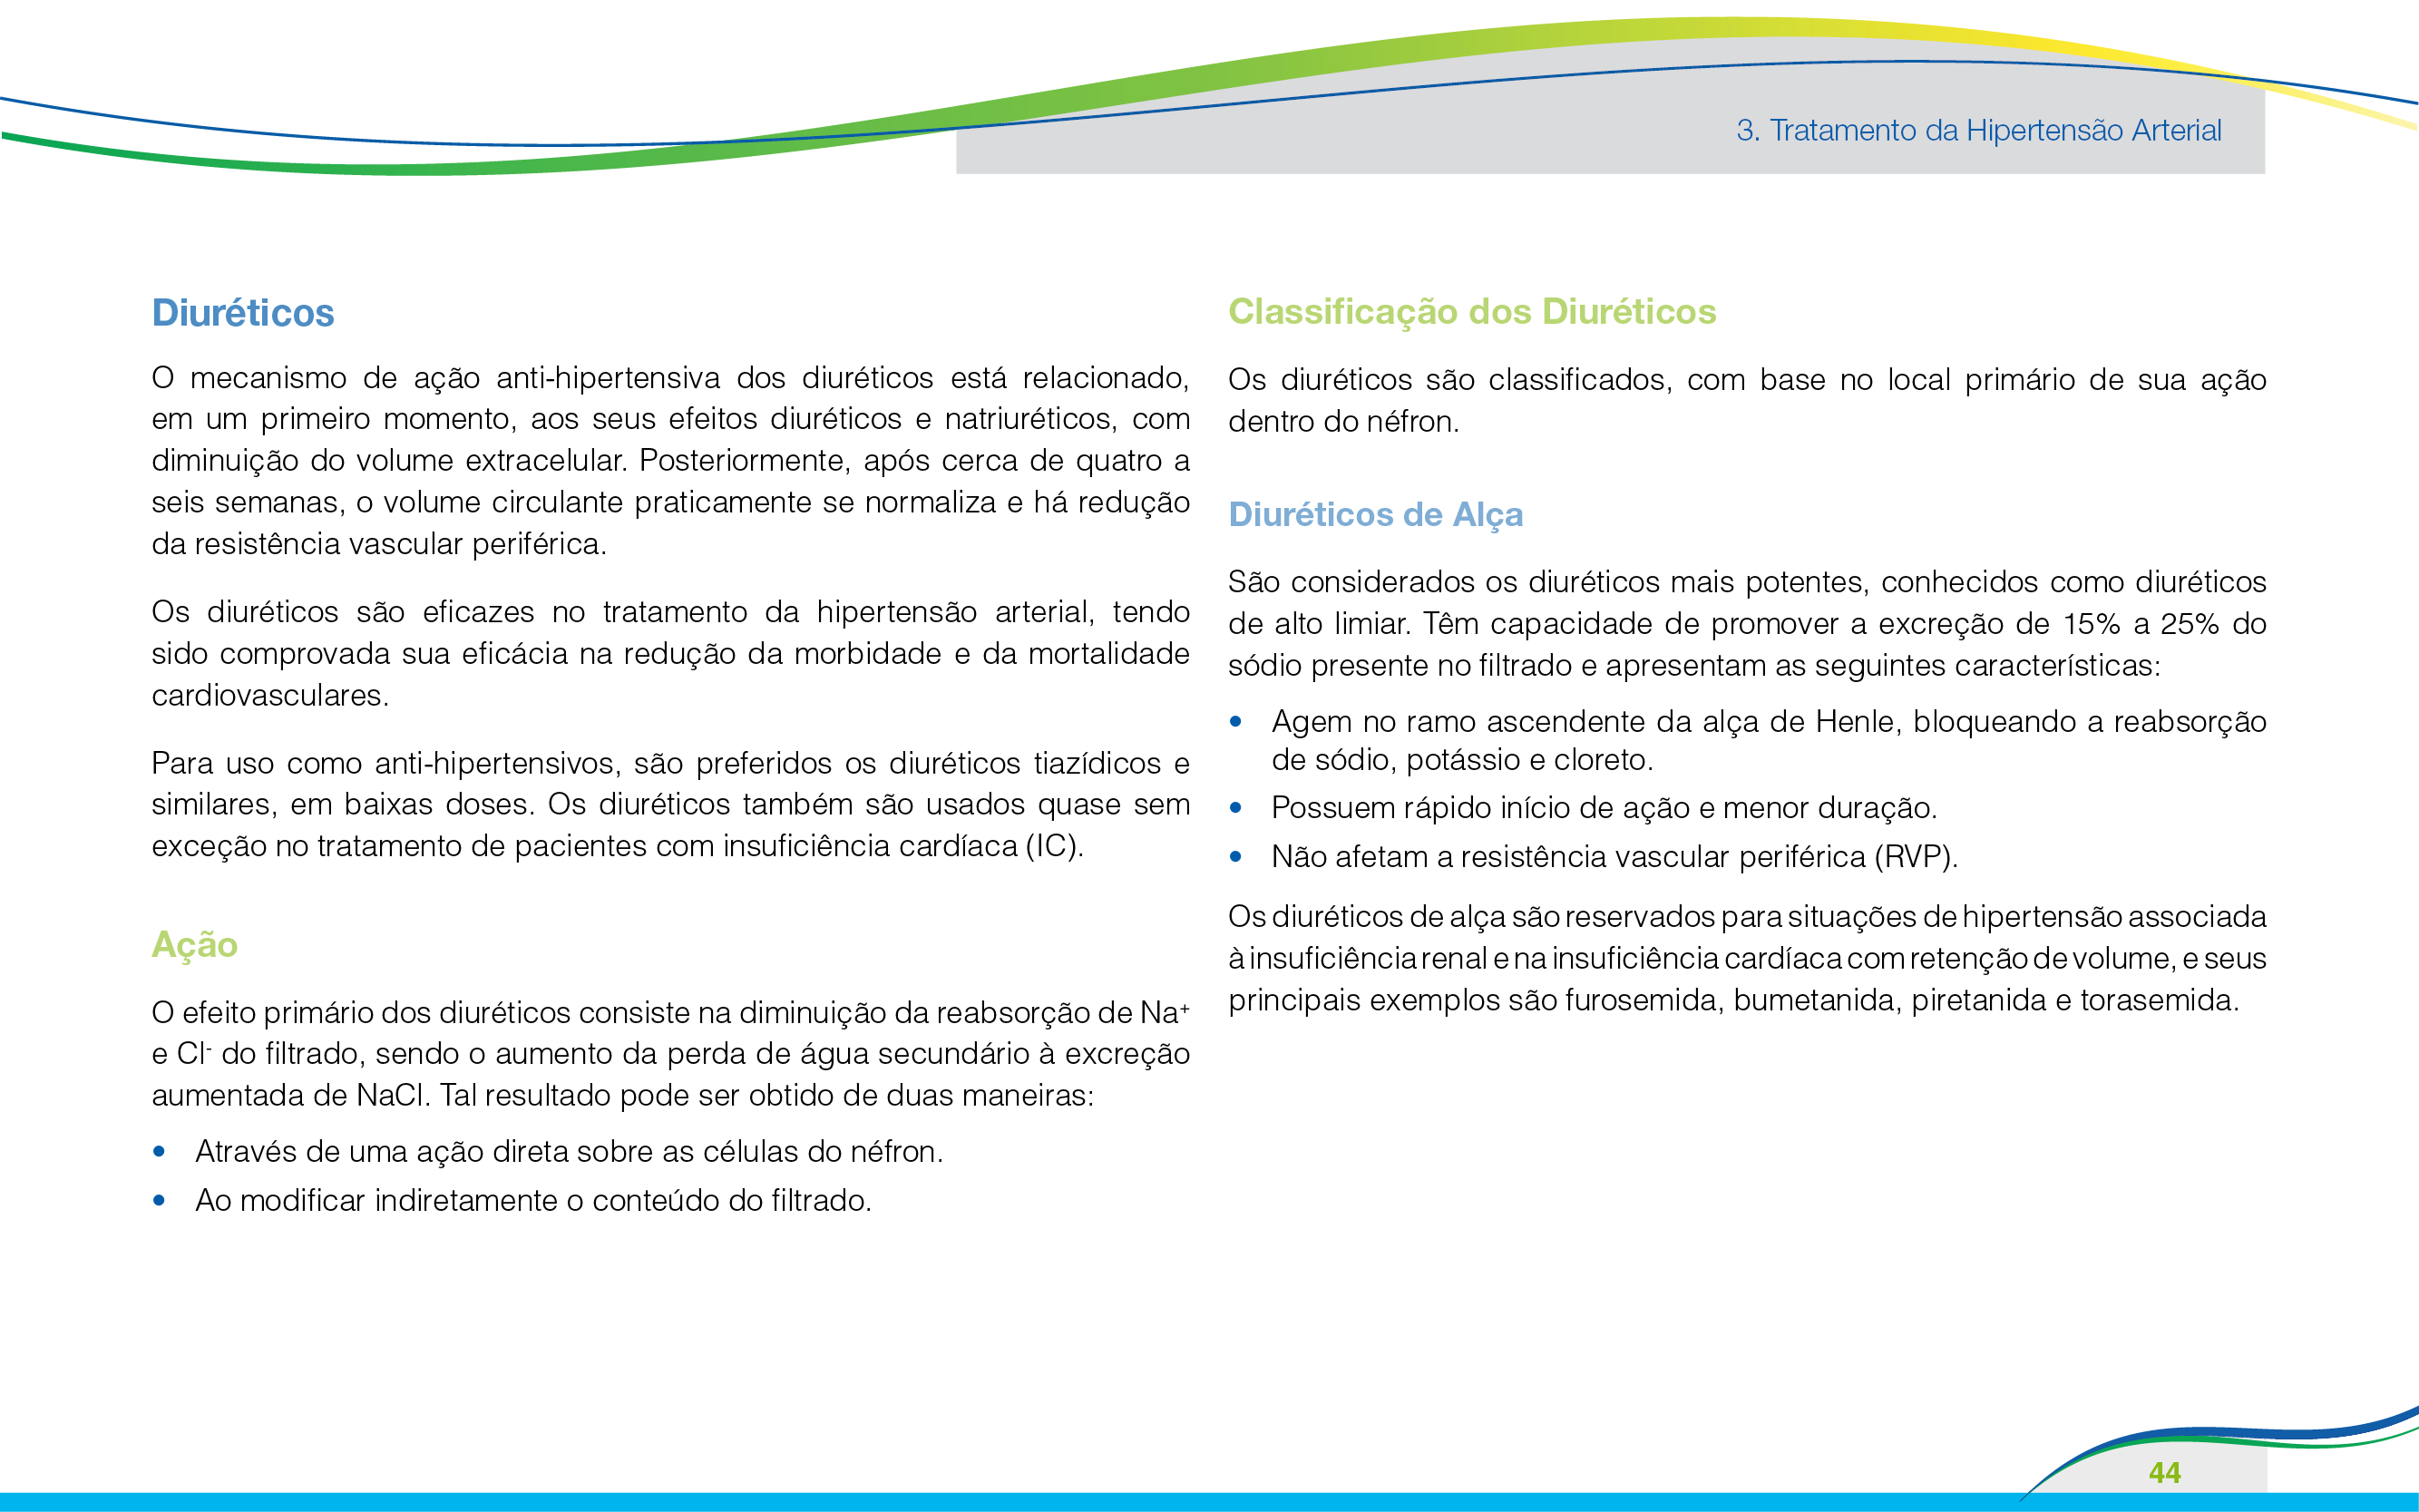 3. Tratamento da Hipertensão Arterial
Diuréticos
O mecanismo de ação anti-hipertensiva dos diuréticos está relacionado,
em um primeiro momento, aos seus efeitos diuréticos e natriuréticos, com
diminuição do volume extracelular. Posteriormente, após cerca de quatro a
seis semanas, o volume circulante praticamente se normaliza e há redução
da resistência vascular periférica.
Os diuréticos são eficazes no tratamento da hipertensão arterial, tendo
sido comprovada sua eficácia na redução da morbidade e da mortalidade
cardiovasculares.
Para uso como anti-hipertensivos, são preferidos os diuréticos tiazídicos e
similares, em baixas doses. Os diuréticos também são usados quase sem
exceção no tratamento de pacientes com insuficiência cardíaca (IC).
Ação
O efeito primário dos diuréticos consiste na diminuição da reabsorção de Na⁺
e Cl⁻ do filtrado, sendo o aumento da perda de água secundário à excreção
aumentada de NaCl. Tal resultado pode ser obtido de duas maneiras:
• Através de uma ação direta sobre as células do néfron.
• Ao modificar indiretamente o conteúdo do filtrado.
Classificação dos Diuréticos
Os diuréticos são classificados, com base no local primário de sua ação
dentro do néfron.
Diuréticos de Alça
São considerados os diuréticos mais potentes, conhecidos como diuréticos
de alto limiar. Têm capacidade de promover a excreção de 15% a 25% do
sódio presente no filtrado e apresentam as seguintes características:
• Agem no ramo ascendente da alça de Henle, bloqueando a reabsorção
de sódio, potássio e cloreto.
• Possuem rápido início de ação e menor duração.
• Não afetam a resistência vascular periférica (RVP).
Os diuréticos de alça são reservados para situações de hipertensão associada
à insuficiência renal e na insuficiência cardíaca com retenção de volume, e seus
principais exemplos são furosemida, bumetanida, piretanida e torasemida.
44